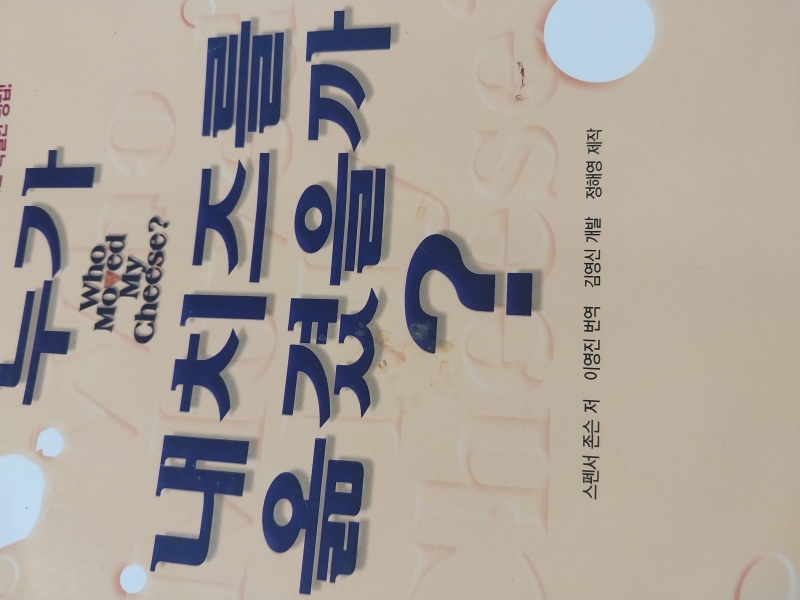 누가
Who
Moved
My
Cheese?
내 치즈를
옮겼을까
?
스펜서 존슨 저 이영진 번역 김영신 개발 정해영 제작